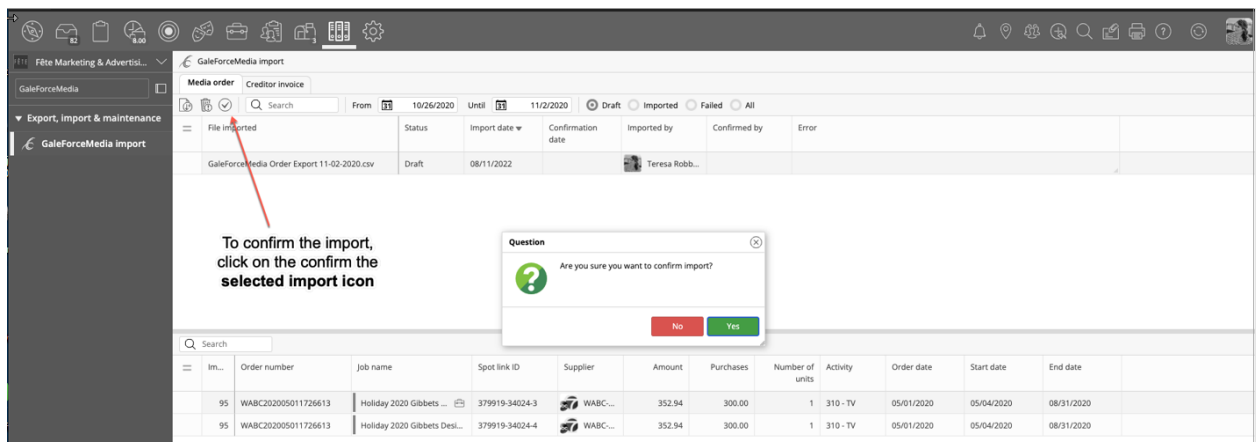 82
8.00
3
Fête Marketing & Advertisi...
GaleForceMedia import
GaleForceMedia
Media order
Creditor invoice
Search
From
31
10/26/2020
Until
31
11/2/2020
Draft
Imported
Failed
All
Export, import & maintenance
GaleForceMedia import
File imported
Status
Import date
Confirmation
date
Imported by
Confirmed by
Error
GaleForceMedia Order Export 11-02-2020.csv
Draft
08/11/2022
Teresa Robb...
To confirm the import,
click on the confirm the
selected import icon
Question
Are you sure you want to confirm import?
No
Yes
Search
Im...
Order number
Job name
Spot link ID
Supplier
Amount
Purchases
Number of
units
Activity
Order date
Start date
End date
95
WABC202005011726613
Holiday 2020 Gibbets ...
379919-34024-3
WABC-...
352.94
300.00
1
310 - TV
05/01/2020
05/04/2020
08/31/2020
95
WABC202005011726613
Holiday 2020 Gibbets Desi...
379919-34024-4
WABC-...
352.94
300.00
1
310 - TV
05/01/2020
05/04/2020
08/31/2020